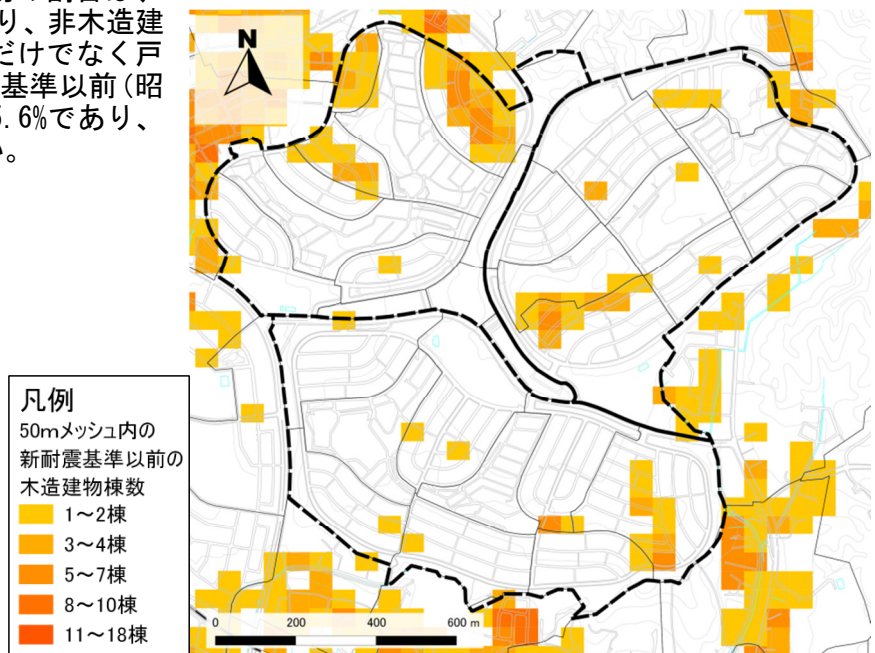 り、非木造建
だけでなく戸
基準以前(昭
5.6%であり、
い。
N
凡例
50mメッシュ内の
新耐震基準以前の
木造建物棟数
1～2棟
3～4棟
5～7棟
8～10棟
11～18棟
0 200 400 600 m